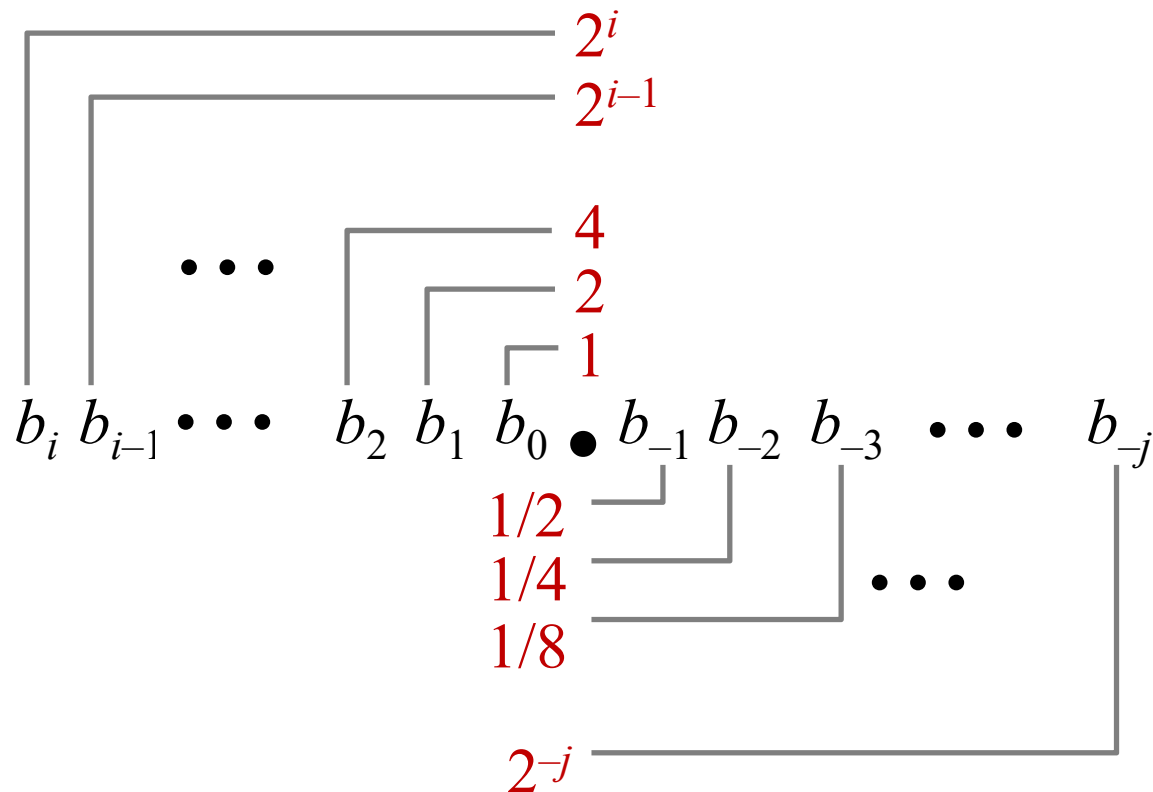 2^i
2^{i–1}
4
• • •
2
1
b_i b_{i–1} • • • b_2 b_1 b_0 • b_{–1} b_{–2} b_{–3} • • • b_{–j}
1/2
1/4
• • •
1/8
2^{–j}